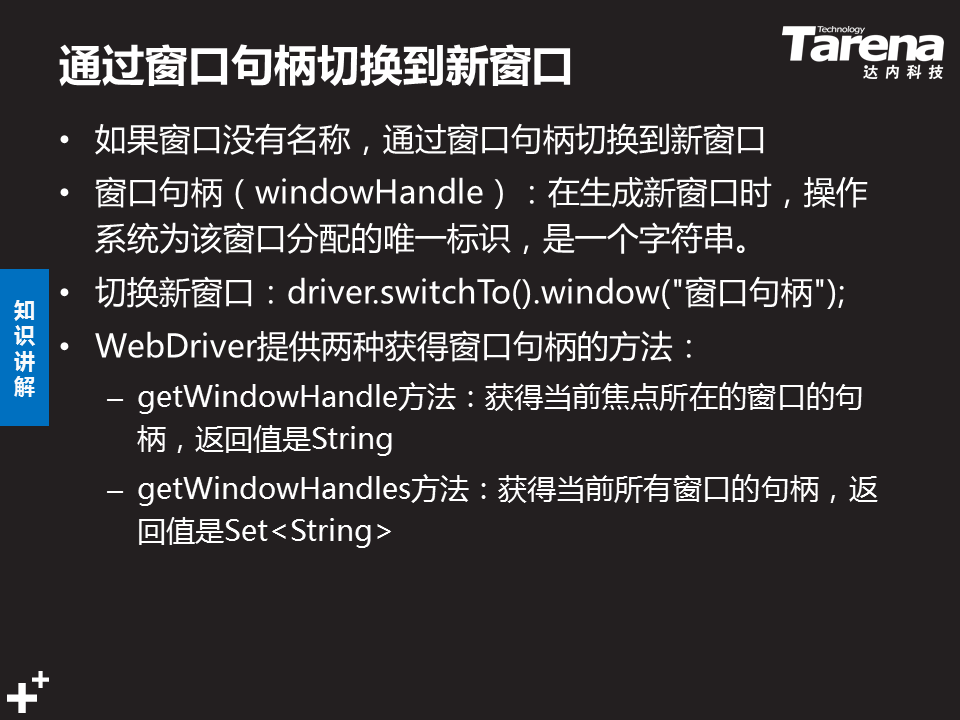 通过窗口句柄切换到新窗口
Technology
Tarena
达内科技
• 如果窗口没有名称，通过窗口句柄切换到新窗口
• 窗口句柄（windowHandle）：在生成新窗口时，操作
系统为该窗口分配的唯一标识，是一个字符串。
• 切换新窗口：driver.switchTo().window("窗口句柄");
• WebDriver提供两种获得窗口句柄的方法：
– getWindowHandle方法：获得当前焦点所在的窗口的句
柄，返回值是String
– getWindowHandles方法：获得当前所有窗口的句柄，返
回值是Set<String>
知
识
讲
解